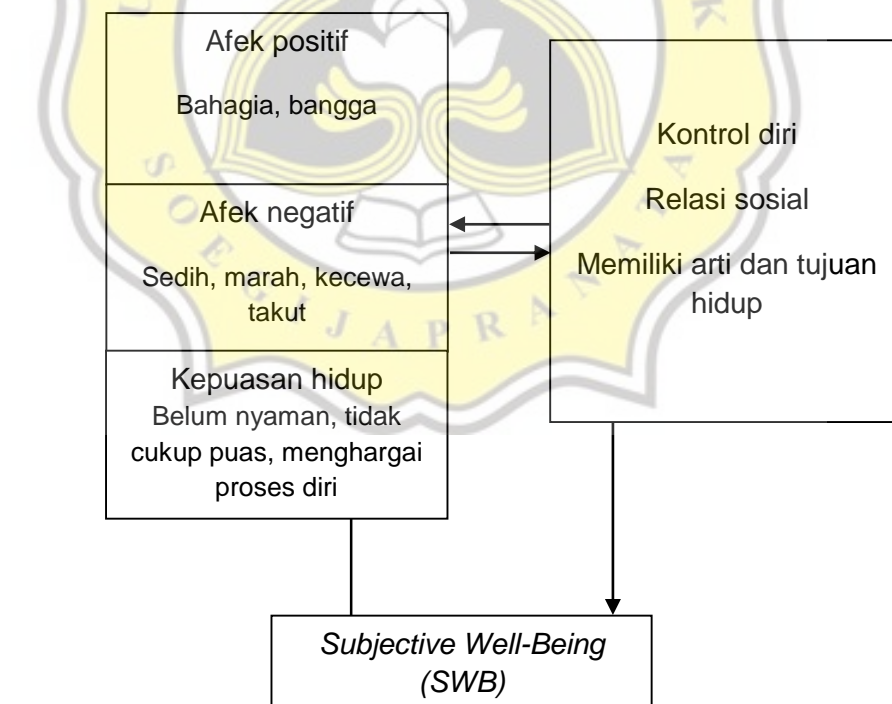 Afek positif
Bahagia, bangga
Afek negatif
Sedih, marah, kecewa,
takut
Kepuasan hidup
Belum nyaman, tidak
cukup puas, menghargai
proses diri
Kontrol diri
Relasi sosial
Memiliki arti dan tujuan
hidup
Subjective Well-Being
(SWB)
SOEGIJAPRANATA